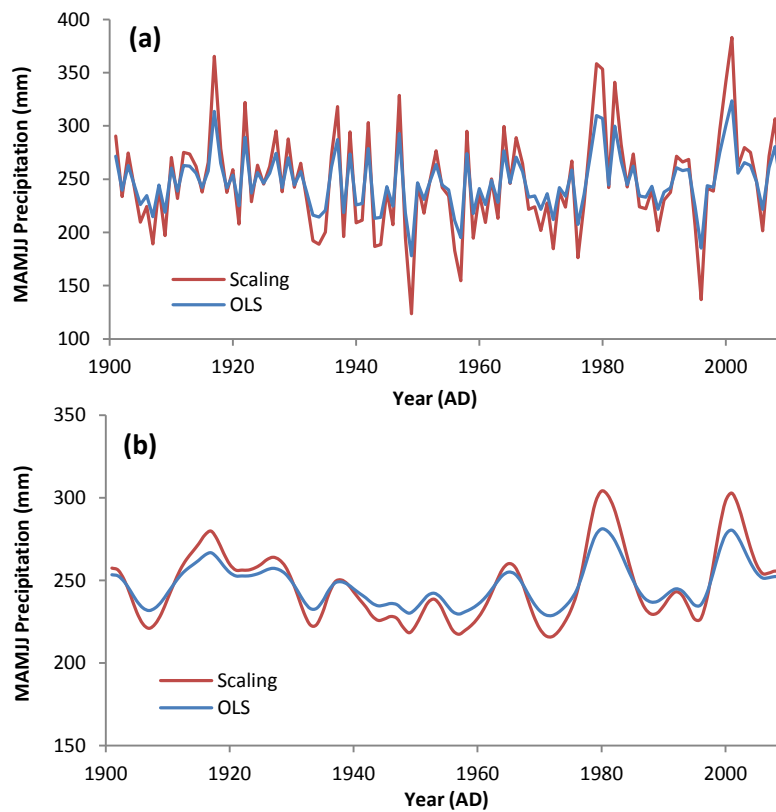 (a)
MAMJJ Precipitation (mm)
400
350
300
250
200
150
100
Scaling
OLS
1900 1920 1940 1960 1980 2000
Year (AD)
(b)
MAMJJ Precipitation (mm)
350
300
250
200
150
Scaling
OLS
1900 1920 1940 1960 1980 2000
Year (AD)